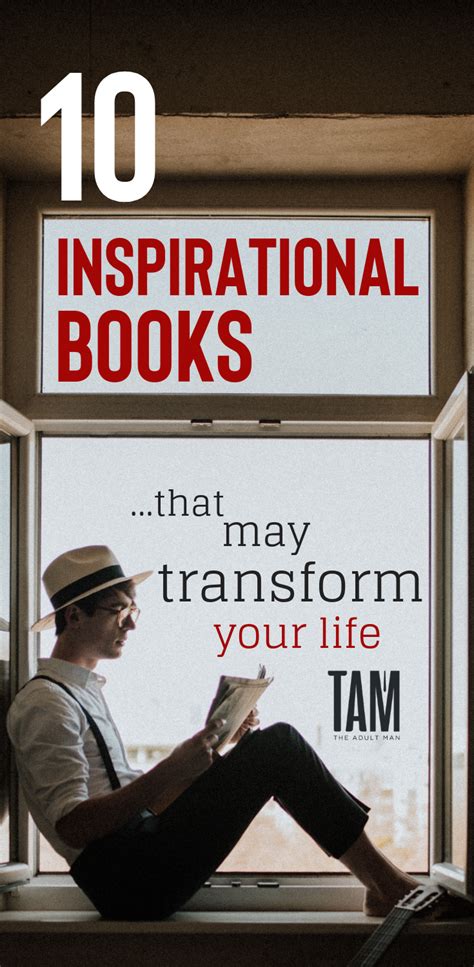 10
INSPIRATIONAL
BOOKS
...that
may
transform
your life
TAM
THE ADULT MAN